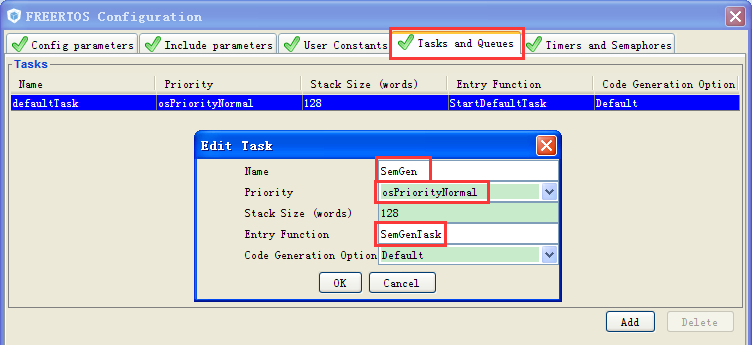 FREERTOS Configuration
Config parameters Include parameters User Constants Tasks and Queues Timers and Semaphores
Tasks
Name Priority Stack Size (words) Entry Function Code Generation Option
defaultTask osPriorityNormal 128 StartDefaultTask Default
Edit Task
Name SemGen
Priority osPriorityNormal
Stack Size (words) 128
Entry Function SemGenTask
Code Generation Option Default
OK Cancel
Add Delete